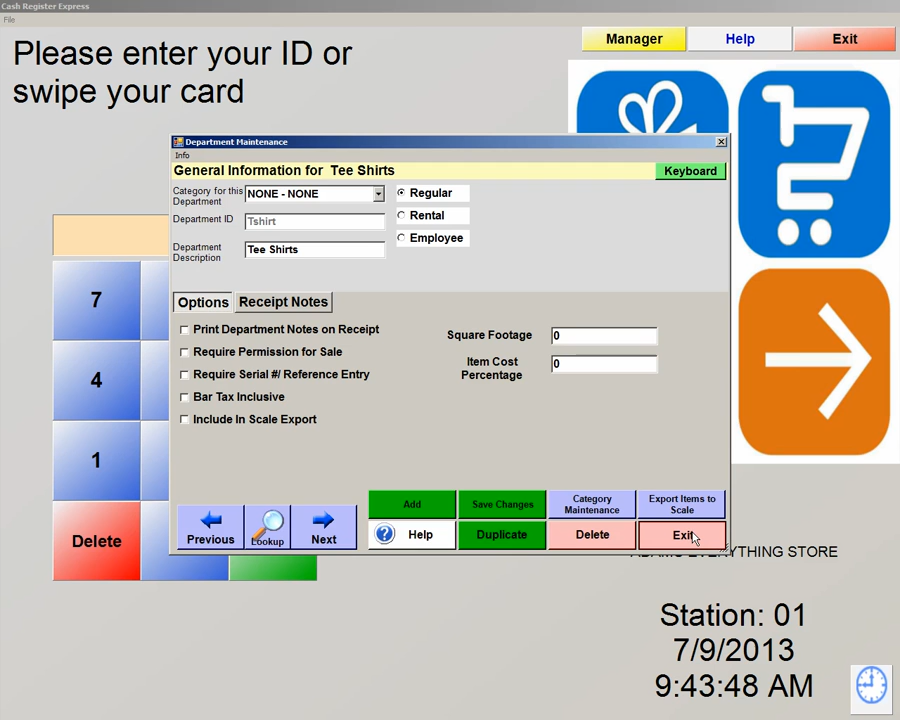 Cash Register Express
File
Please enter your ID or
swipe your card
Manager
Help
Exit
Department Maintenance
Info
General Information for Tee Shirts
Keyboard
Category for this
Department
NONE - NONE
Regular
Department ID
Tshirt
Rental
Department
Description
Tee Shirts
Employee
Options
Receipt Notes
Print Department Notes on Receipt
Require Permission for Sale
Require Serial #/ Reference Entry
Bar Tax Inclusive
Include In Scale Export
Square Footage
0
Item Cost
Percentage
0
7
4
1
Delete
Previous
Lookup
Next
Add
Save Changes
Category
Maintenance
Export Items to
Scale
Help
Duplicate
Delete
Exit
ADAMS EVERYTHING STORE
Station: 01
7/9/2013
9:43:48 AM